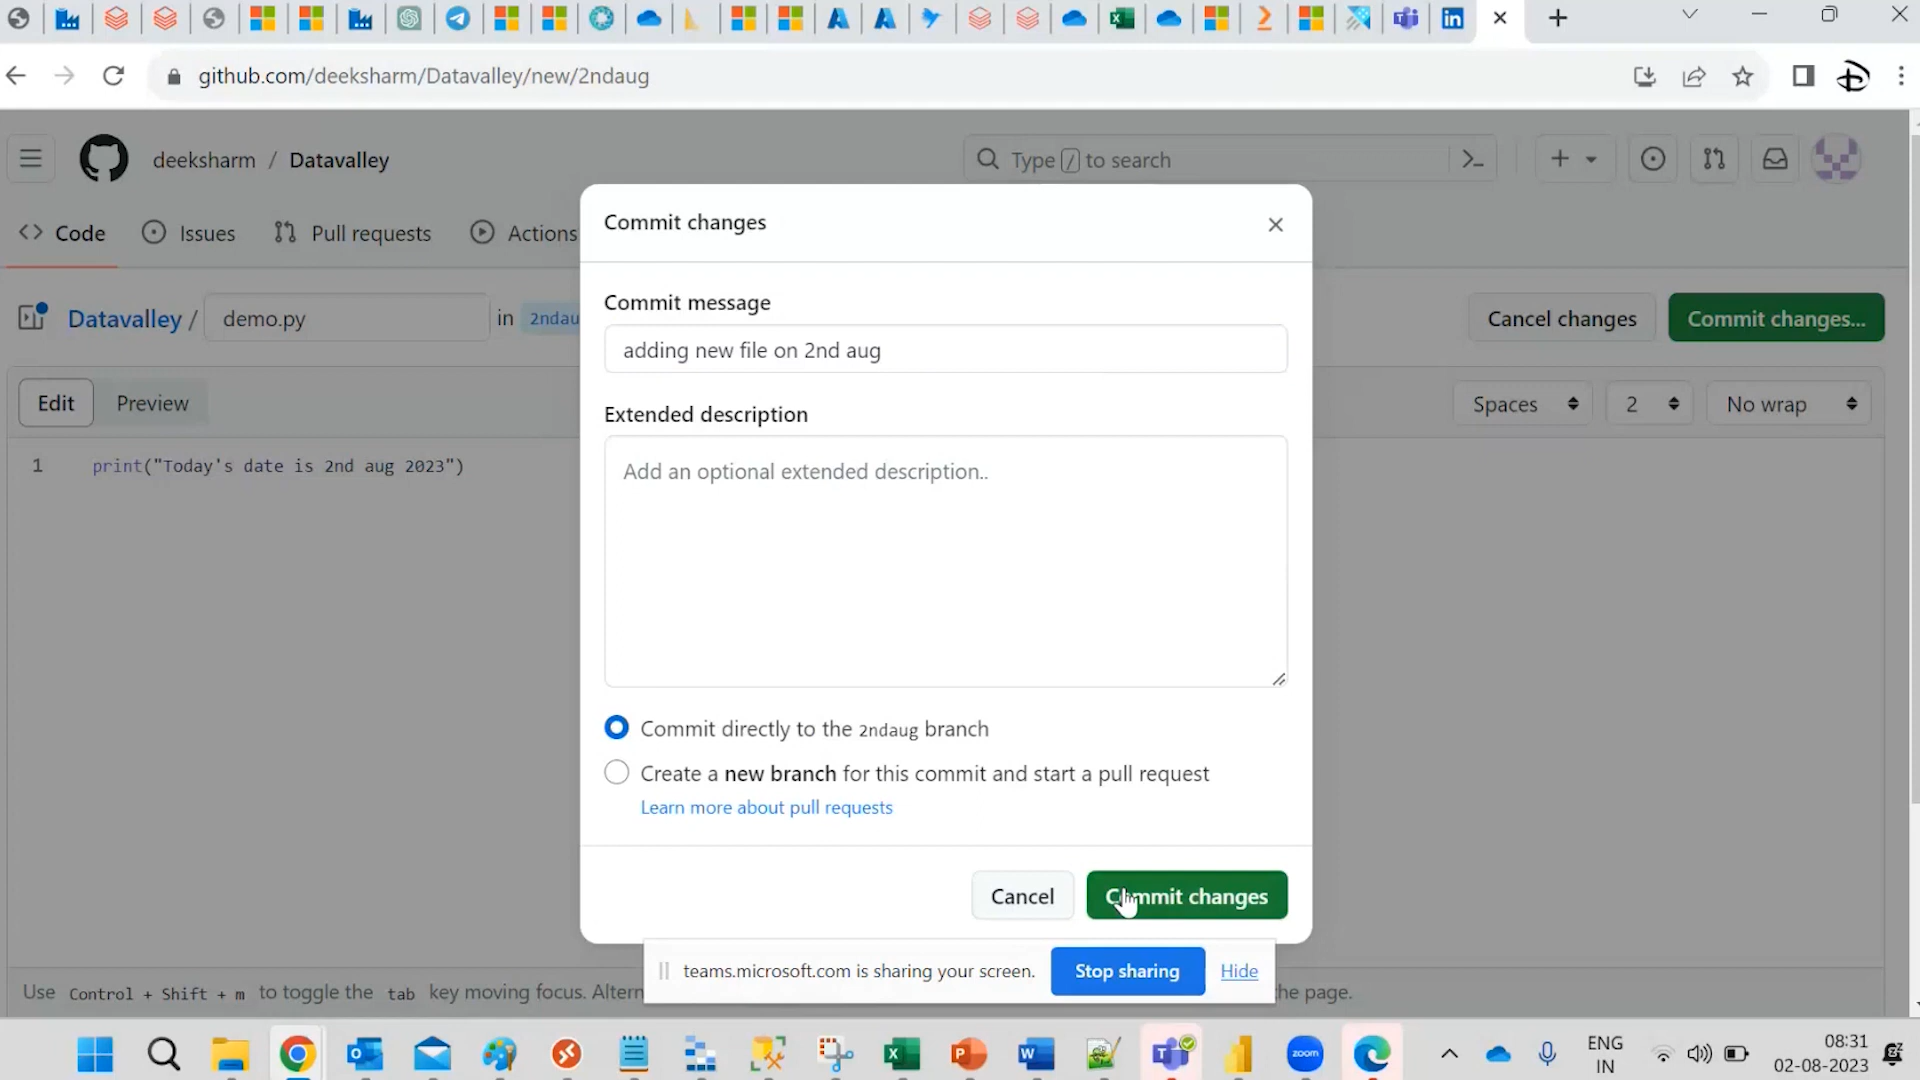 github.com/deeksharm/Datavalley/new/2ndaug
deeksharm / Datavalley
Type / to search
Code Issues Pull requests Actions
Commit changes
Datavalley / demo.py in 2ndau
Cancel changes Commit changes...
Commit message
adding new file on 2nd aug
Edit Preview
Spaces 2 No wrap
Extended description
Add an optional extended description..
1 print("Today's date is 2nd aug 2023")
Commit directly to the 2ndaug branch
Create a new branch for this commit and start a pull request
Learn more about pull requests
Cancel Commit changes
teams.microsoft.com is sharing your screen. Stop sharing Hide
Use Control + Shift + m to toggle the tab key moving focus. Altern he page.
zoom
ENG
IN
08:31
02-08-2023